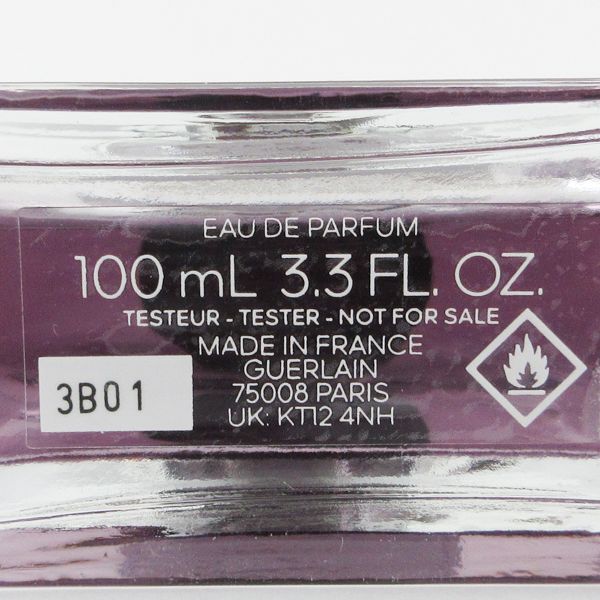 EAU DE PARFUM
100 mL 3.3 FL. OZ.
TESTEUR - TESTER - NOT FOR SALE
MADE IN FRANCE
GUERLAIN
75008 PARIS
UK: KT12 4NH
3B01